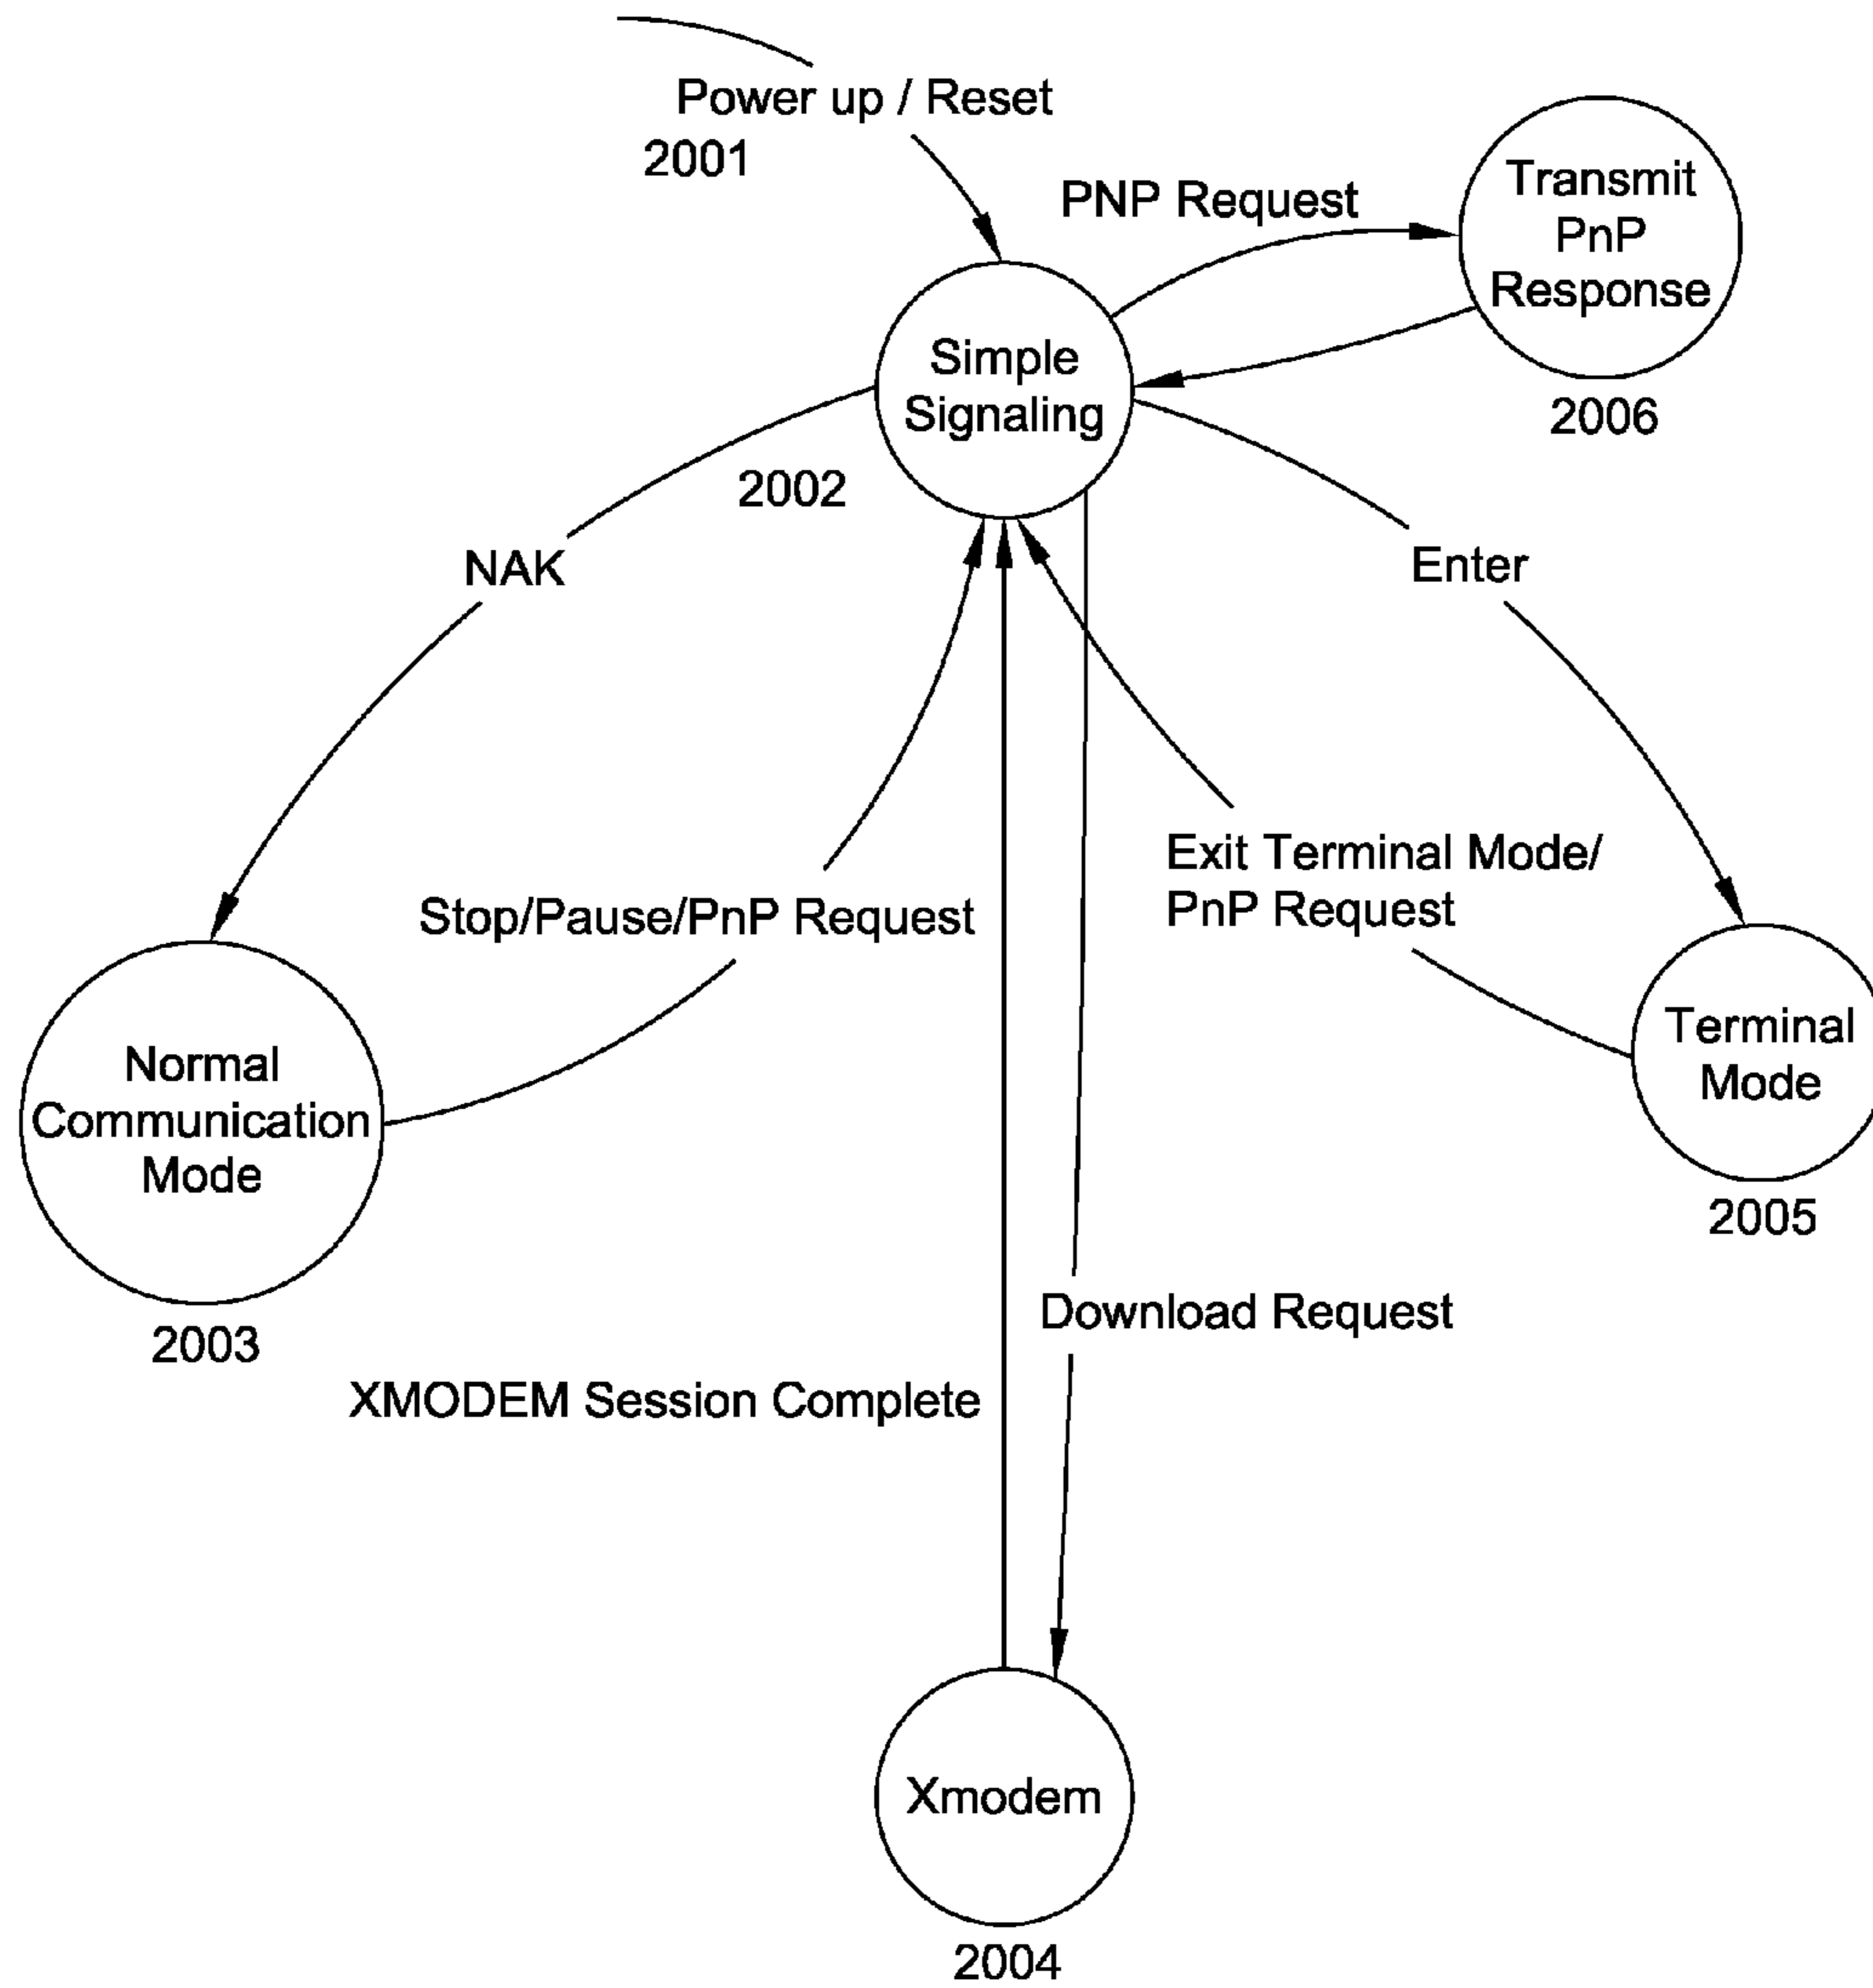 Power up / Reset
2001
PNP Request
Transmit
PnP
Response
2006
Simple
Signaling
2002
NAK
Enter
Stop/Pause/PnP Request
Exit Terminal Mode/
PnP Request
Normal
Communication
Mode
2003
Terminal
Mode
2005
Download Request
XMODEM Session Complete
Xmodem
2004